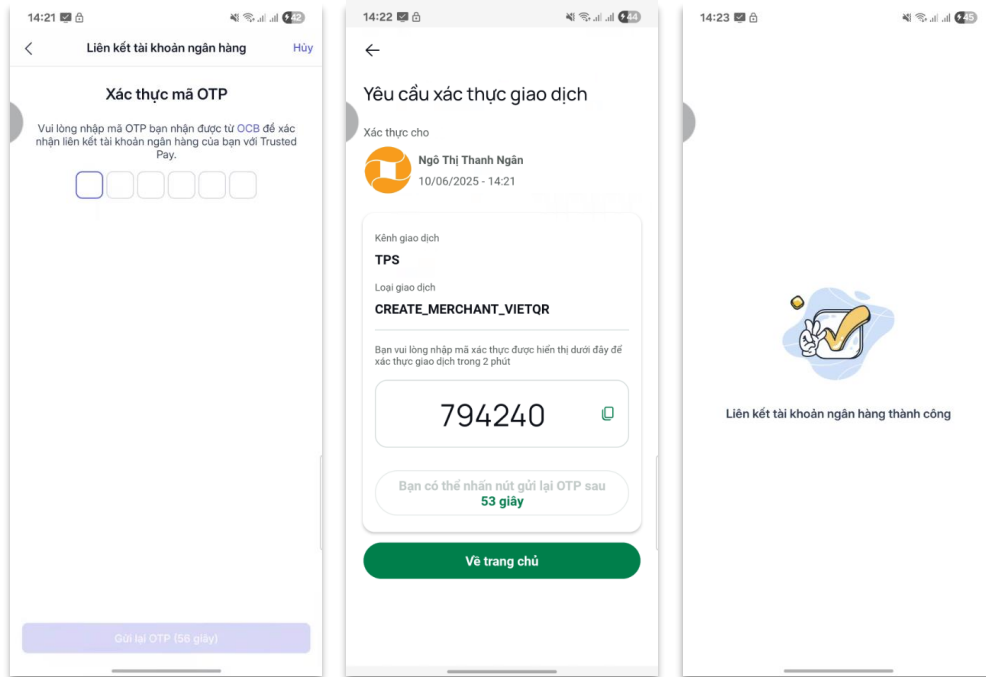 14:21
42
Liên kết tài khoản ngân hàng
Hủy
Xác thực mã OTP
Vui lòng nhập mã OTP bạn nhận được từ OCB để xác
nhận liên kết tài khoản ngân hàng của bạn với Trusted
Pay.
Gửi lại OTP (56 giây)
14:22
44
Yêu cầu xác thực giao dịch
Xác thực cho
Ngô Thị Thanh Ngân
10/06/2025 - 14:21
Kênh giao dịch
TPS
Loại giao dịch
CREATE_MERCHANT_VIETQR
Bạn vui lòng nhập mã xác thực được hiển thị dưới đây để
xác thực giao dịch trong 2 phút
794240
Bạn có thể nhấn nút gửi lại OTP sau
53 giây
Về trang chủ
14:23
45
Liên kết tài khoản ngân hàng thành công